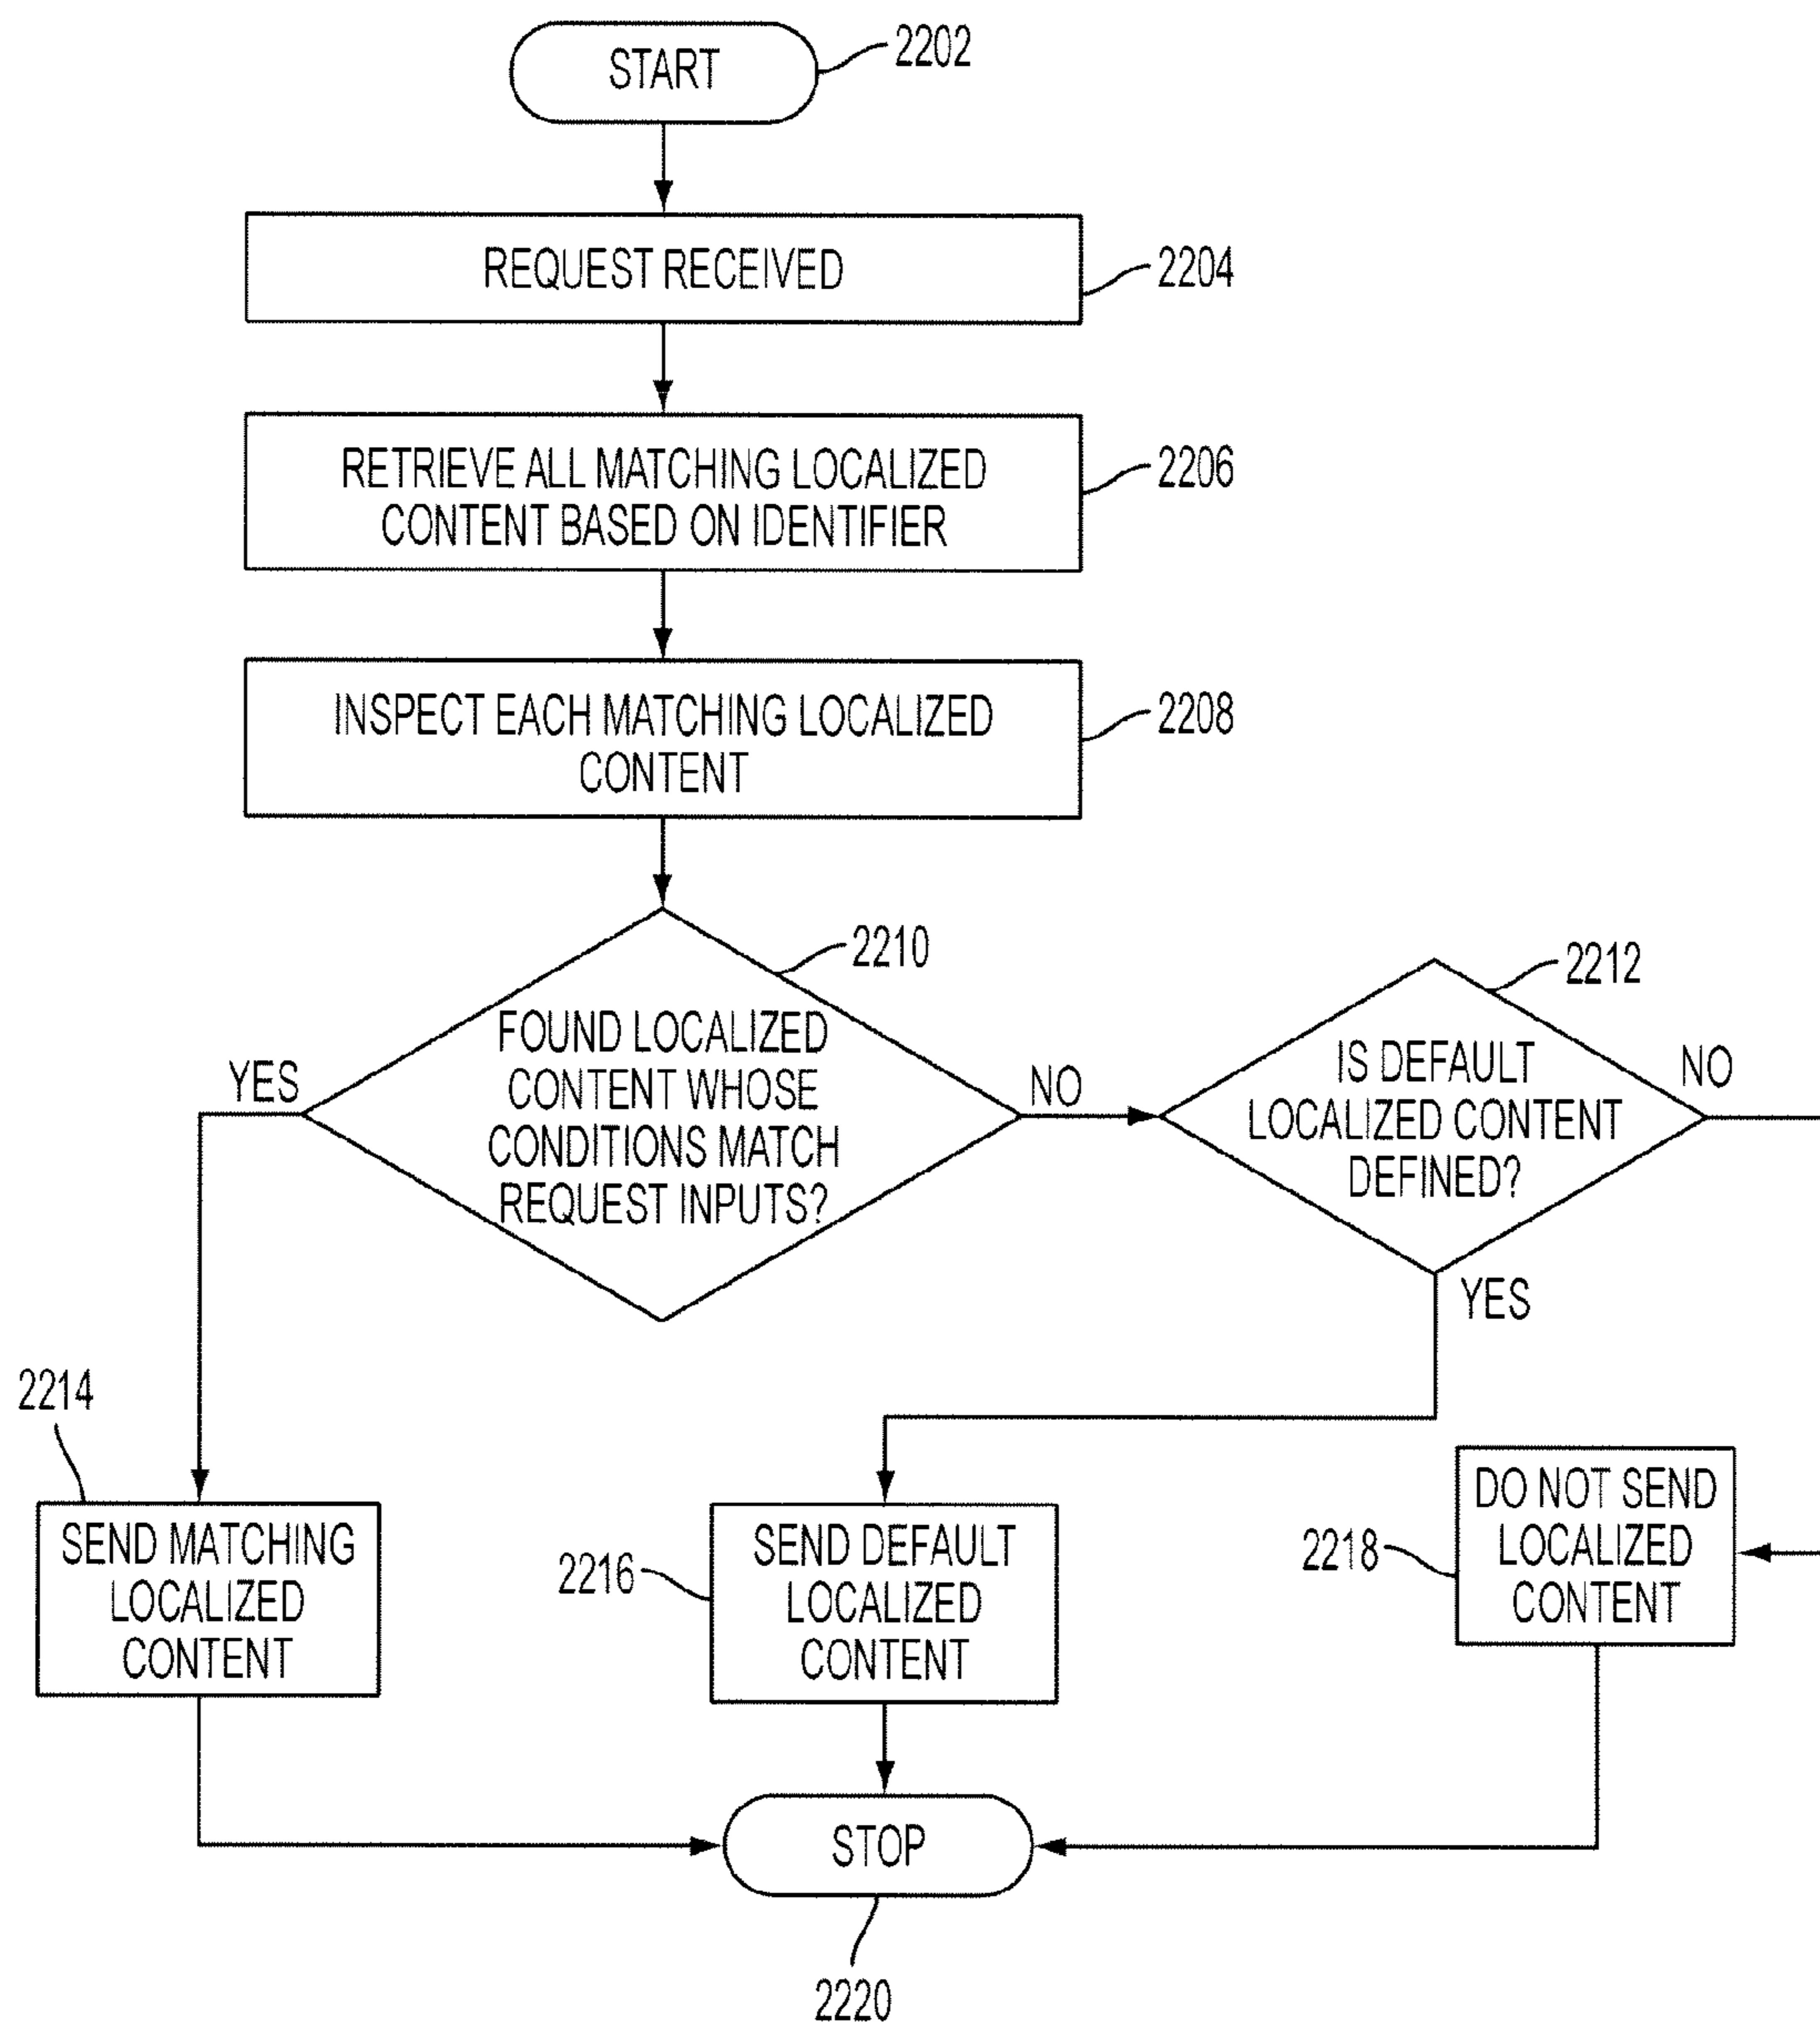 START
2202
REQUEST RECEIVED
2204
RETRIEVE ALL MATCHING LOCALIZED
CONTENT BASED ON IDENTIFIER
2206
INSPECT EACH MATCHING LOCALIZED
CONTENT
2208
2210
FOUND LOCALIZED
CONTENT WHOSE
CONDITIONS MATCH
REQUEST INPUTS?
YES
NO
2212
IS DEFAULT
LOCALIZED CONTENT
DEFINED?
NO
YES
2214
SEND MATCHING
LOCALIZED
CONTENT
2216
SEND DEFAULT
LOCALIZED
CONTENT
2218
DO NOT SEND
LOCALIZED
CONTENT
STOP
2220